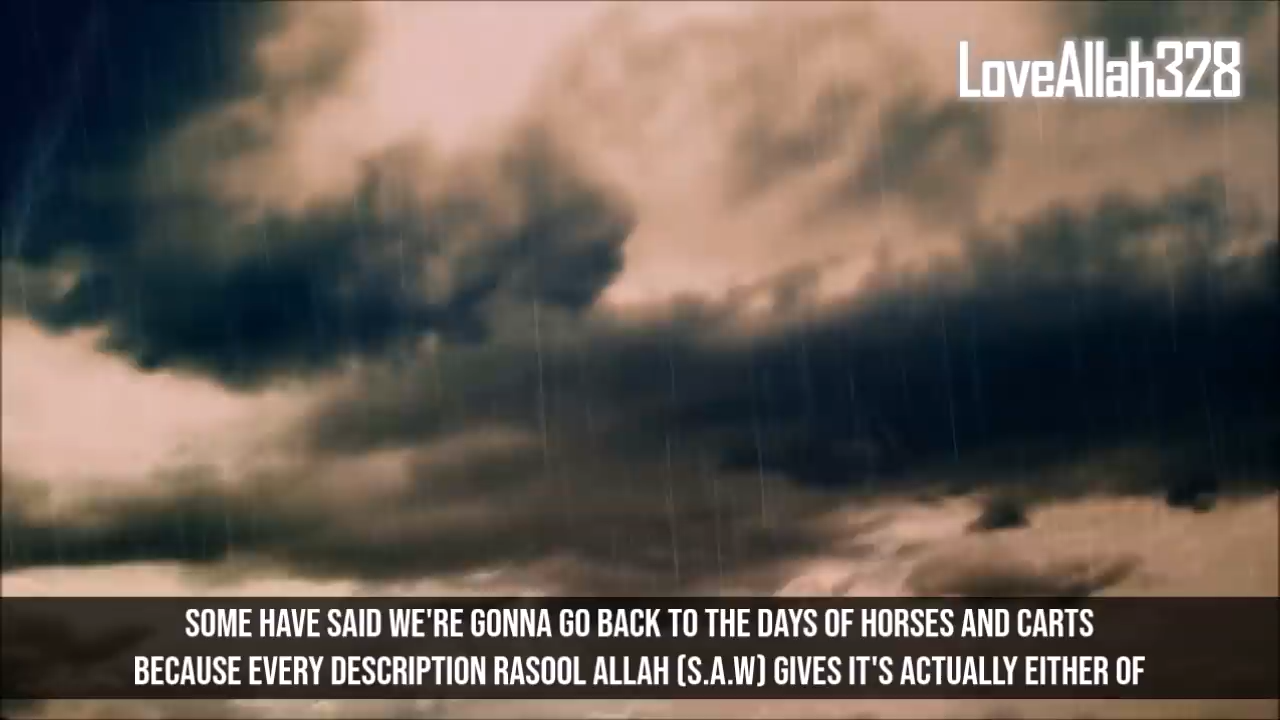 LoveAllah328
SOME HAVE SAID WE'RE GONNA GO BACK TO THE DAYS OF HORSES AND CARTS
BECAUSE EVERY DESCRIPTION RASOOL ALLAH (S.A.W) GIVES IT'S ACTUALLY EITHER OF